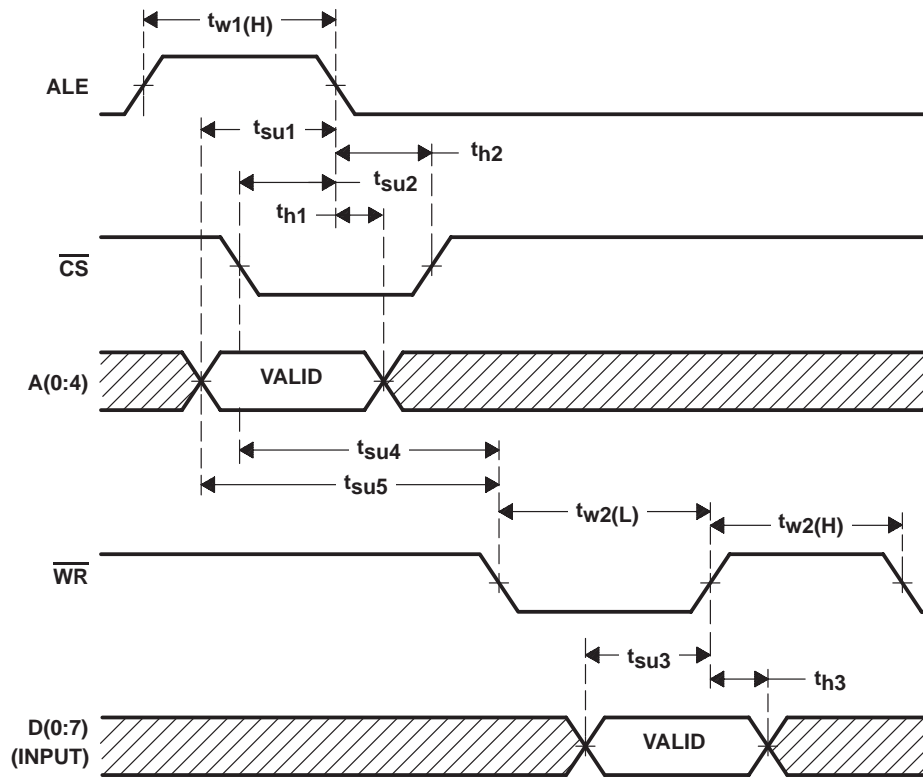 tw1(H)
ALE
tsu1
th2
tsu2
th1
CS
A(0:4)
VALID
tsu4
tsu5
tw2(L)
tw2(H)
WR
tsu3
th3
D(0:7)
(INPUT)
VALID